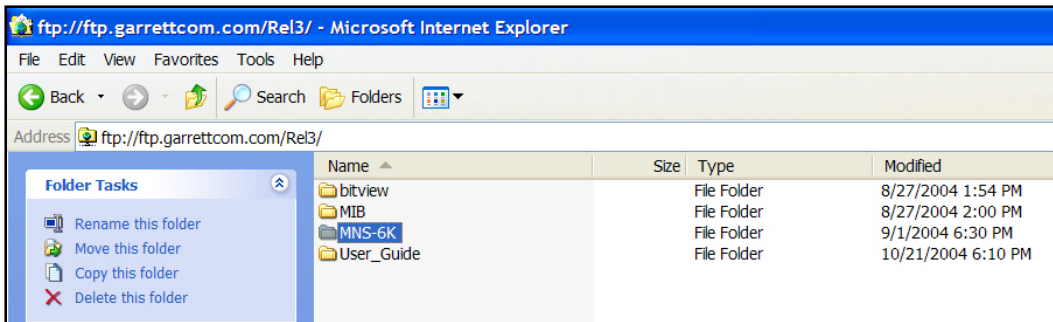 ftp://ftp.garrettcom.com/Rel3/ - Microsoft Internet Explorer
File Edit View Favorites Tools Help
Back Search Folders
Address ftp://ftp.garrettcom.com/Rel3/
Folder Tasks
Rename this folder
Move this folder
Copy this folder
Delete this folder
Name Size Type Modified
bitview File Folder 8/27/2004 1:54 PM
MIB File Folder 8/27/2004 2:00 PM
MNS-6K File Folder 9/1/2004 6:30 PM
User_Guide File Folder 10/21/2004 6:10 PM